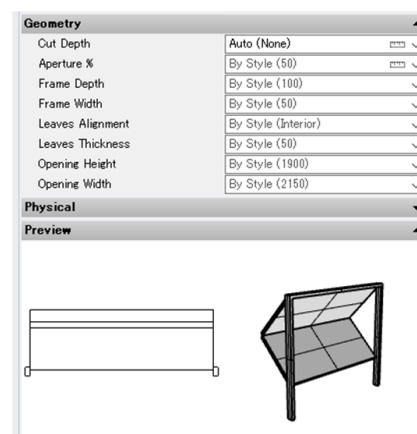 Geometry
Cut Depth Auto (None)
Aperture % By Style (50)
Frame Depth By Style (100)
Frame Width By Style (50)
Leaves Alignment By Style (Interior)
Leaves Thickness By Style (50)
Opening Height By Style (1900)
Opening Width By Style (2150)
Physical
Preview